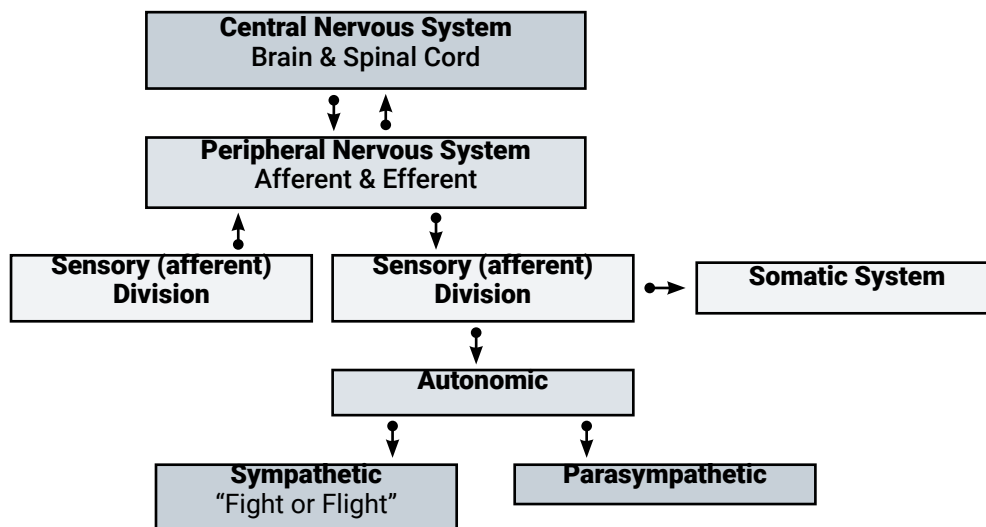 Central Nervous System
Brain & Spinal Cord
Peripheral Nervous System
Afferent & Efferent
Sensory (afferent)
Division
Sensory (afferent)
Division
Somatic System
Autonomic
Sympathetic
“Fight or Flight”
Parasympathetic